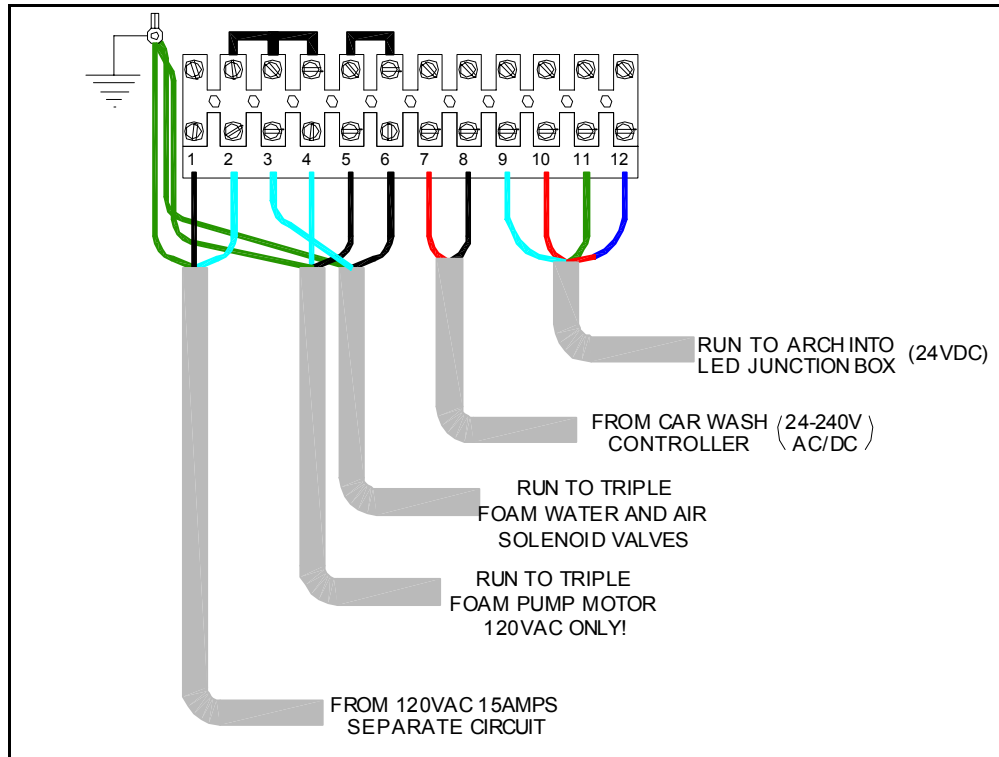 1 2 3 4 5 6 7 8 9 10 11 12
RUN TO ARCH INTO
LED JUNCTION BOX (24VDC)
FROM CAR WASH (24-240V
CONTROLLER AC/DC)
RUN TO TRIPLE
FOAM WATER AND AIR
SOLENOID VALVES
RUN TO TRIPLE
FOAM PUMP MOTOR
120VAC ONLY!
FROM 120VAC 15AMPS
SEPARATE CIRCUIT